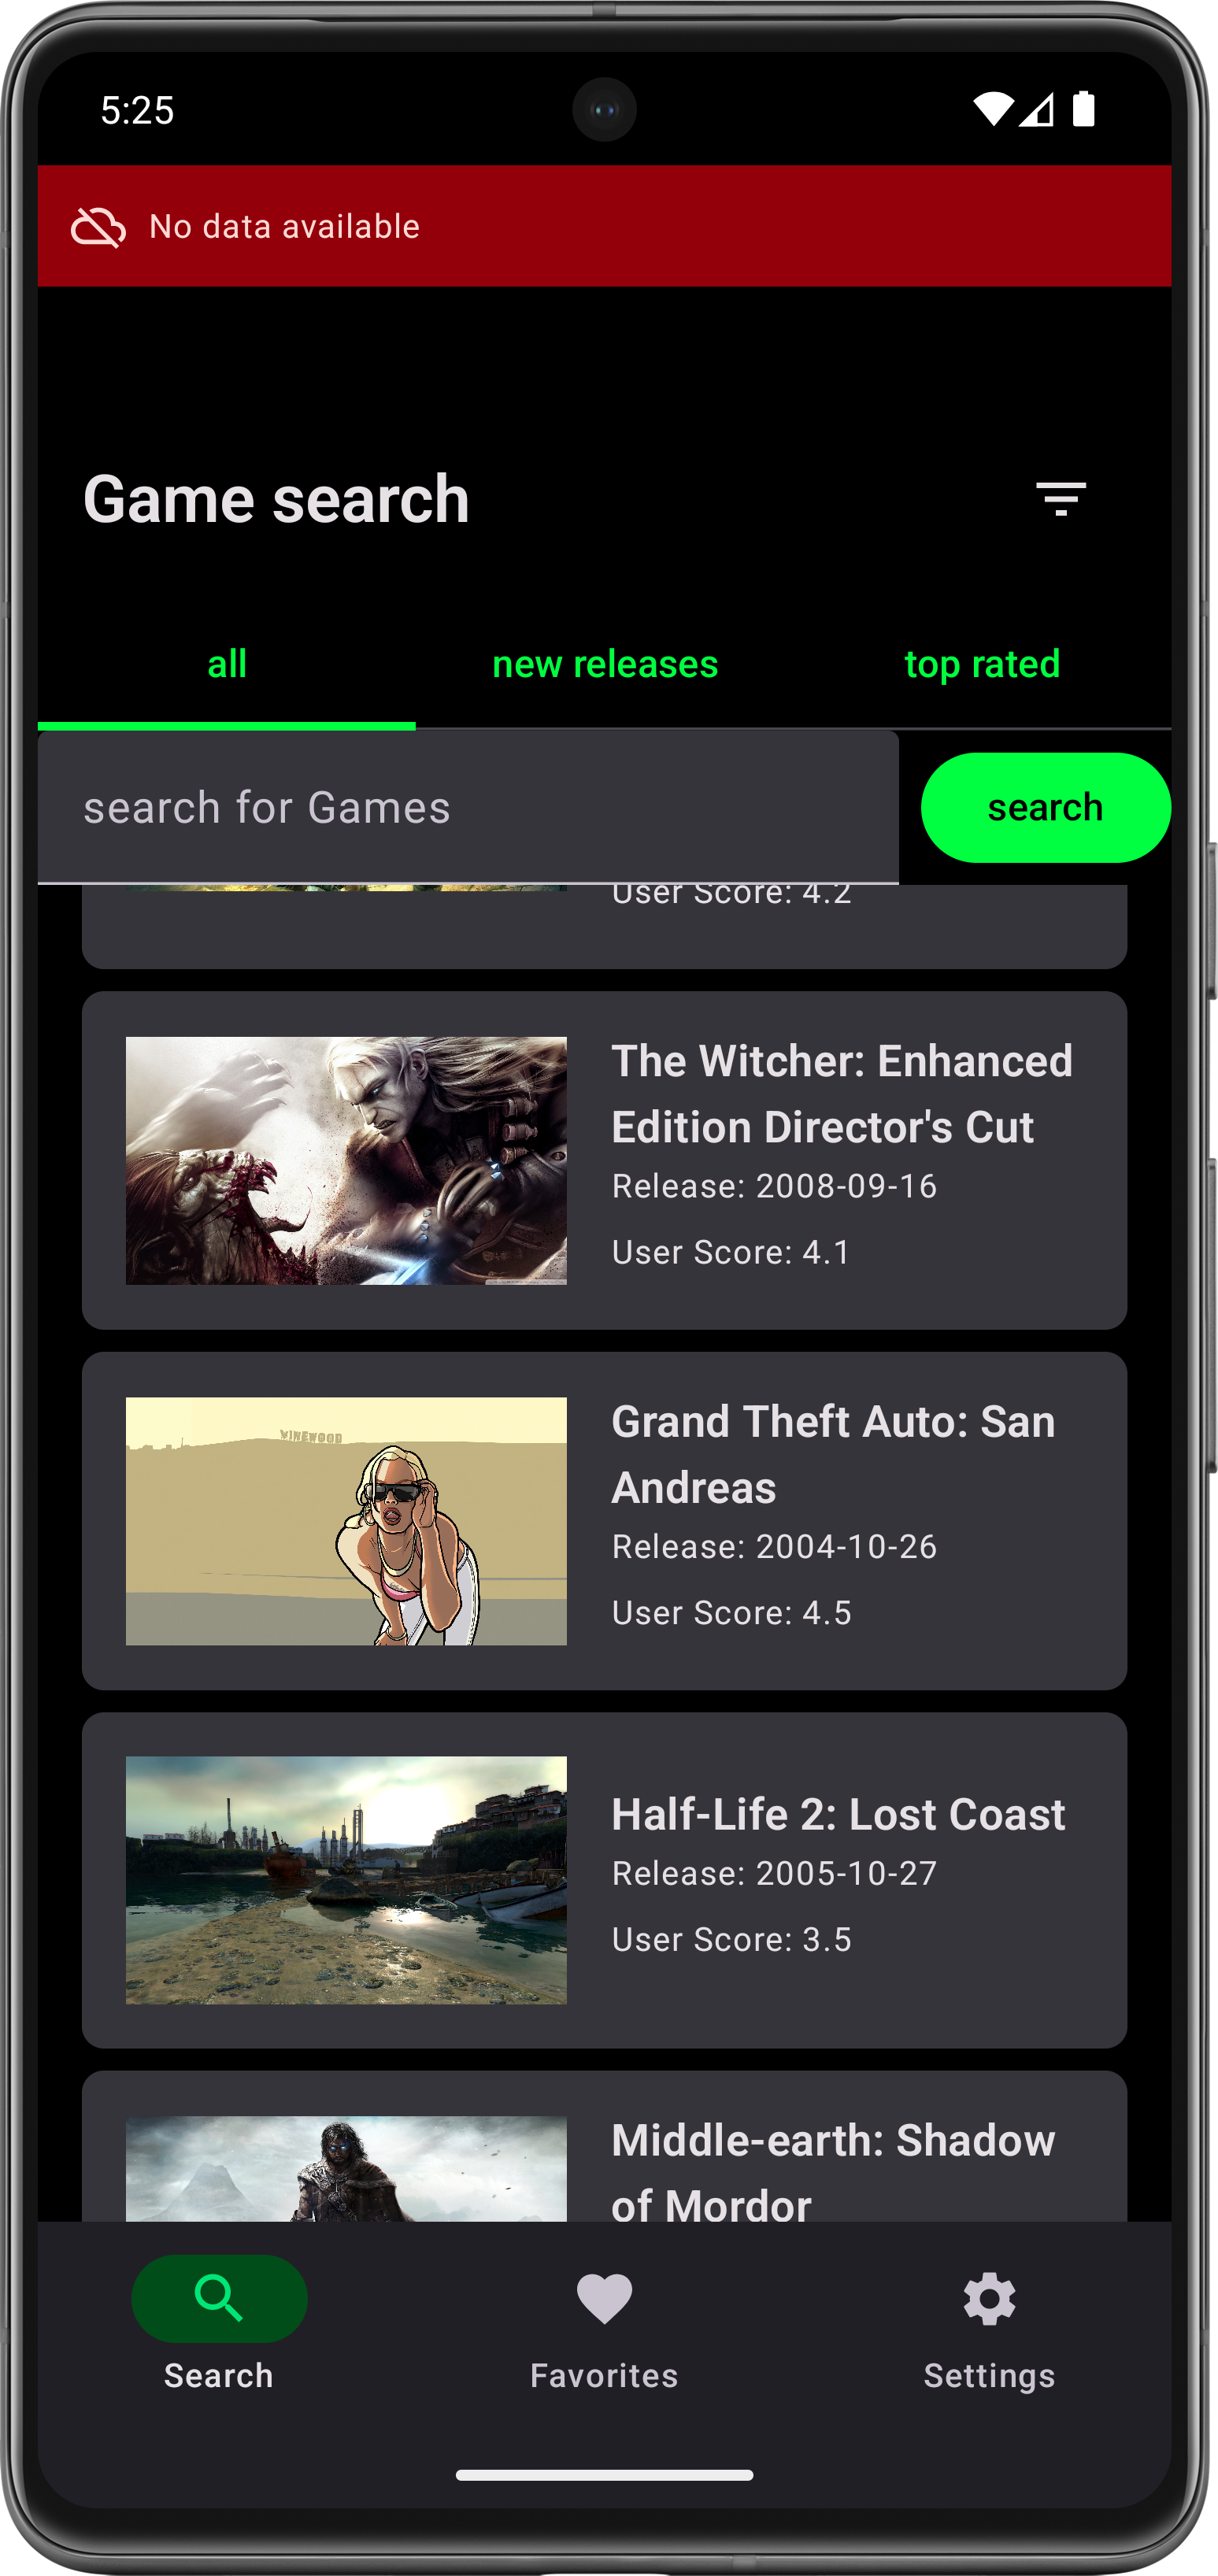 5:25
No data available
Game search
all
new releases
top rated
search for Games
search
User Score: 4.2
The Witcher: Enhanced
Edition Director's Cut
Release: 2008-09-16
User Score: 4.1
VINEWOOD
Grand Theft Auto: San
Andreas
Release: 2004-10-26
User Score: 4.5
Half-Life 2: Lost Coast
Release: 2005-10-27
User Score: 3.5
Middle-earth: Shadow
of Mordor
Search
Favorites
Settings